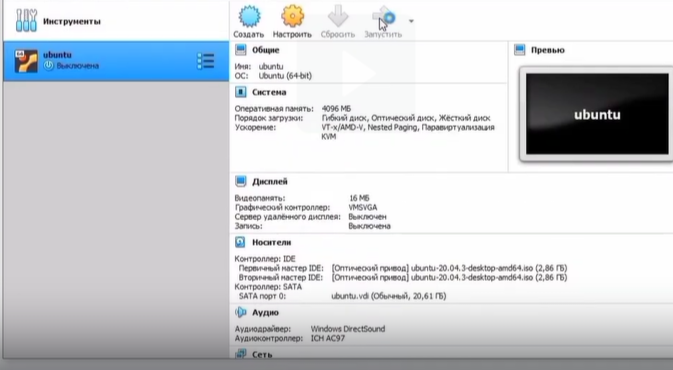 Инструменты
Создать Настроить Сбросить Запустить
ubuntu
Выключена
Общие
Имя: ubuntu
ОС: Ubuntu (64-bit)
Превью
ubuntu
Система
Оперативная память: 4096 МБ
Порядок загрузки: Гибкий диск, Оптический диск, Жёсткий диск
Ускорение: VT-x/AMD-V, Nested Paging, Паравиртуализация
KVM
Дисплей
Видеопамять: 16 МБ
Графический контроллер: VMSVGA
Сервер удалённого дисплея: Выключен
Запись: Выключена
Носители
Контроллер: IDE
Первичный мастер IDE: [Оптический привод] ubuntu-20.04.3-desktop-amd64.iso (2,86 ГБ)
Вторичный мастер IDE: [Оптический привод] ubuntu-20.04.3-desktop-amd64.iso (2,86 ГБ)
Контроллер: SATA
SATA порт 0: ubuntu.vdi (Обычный, 20,61 ГБ)
Аудио
Аудиодрайвер: Windows DirectSound
Аудиоконтроллер: ICH AC97
Сеть